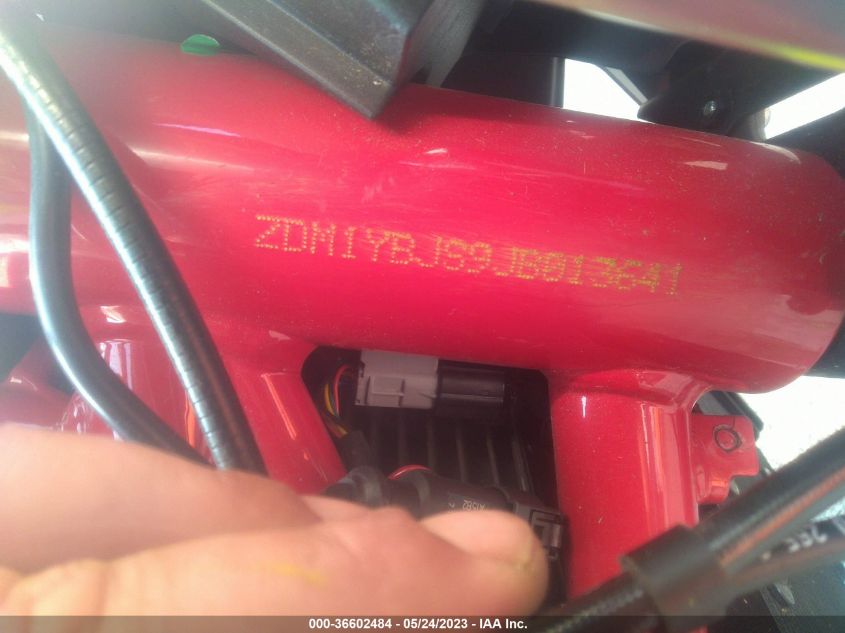 ZDM1YBJS9JB013641
000-36602484 - 05/24/2023 - IAA Inc.